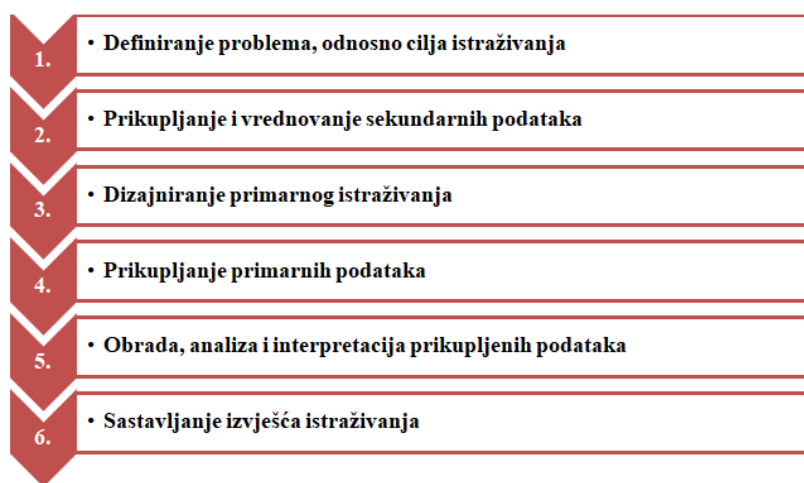 1. • Definiranje problema, odnosno cilja istraživanja
2. • Prikupljanje i vrednovanje sekundarnih podataka
3. • Dizajniranje primarnog istraživanja
4. • Prikupljanje primarnih podataka
5. • Obrada, analiza i interpretacija prikupljenih podataka
6. • Sastavljanje izvješća istraživanja